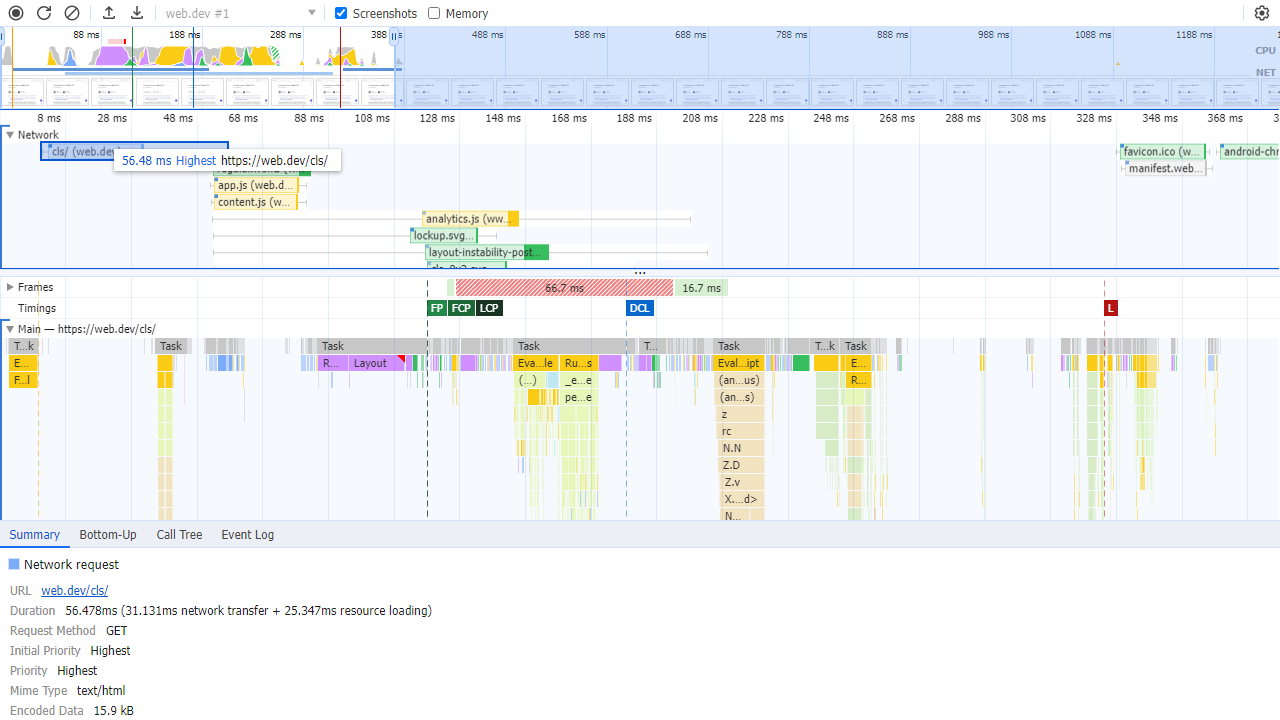 web.dev #1 Screenshots Memory
88 ms 188 ms 288 ms 388 488 ms 588 ms 688 ms 788 ms 888 ms 988 ms 1088 ms 1188 ms
CPU
NET
8 ms 28 ms 48 ms 68 ms 88 ms 108 ms 128 ms 148 ms 168 ms 188 ms 208 ms 228 ms 248 ms 268 ms 288 ms 308 ms 328 ms 348 ms 368 ms 3
Network
cls/ (web.dev) favicon.ico (w... android-chr
56.48 ms Highest https://web.dev/cls/
manifest.web...
app.js (web.d...
content.js (w...
analytics.js (ww...
lockup.svg...
layout-instability-post...
Frames 66.7 ms 16.7 ms
Timings FP FCP LCP DCL L
Main — https://web.dev/cls/
T...k Task Task Task T... Task T...k Task
E... R... Layout Eva...le Ru...s Eval...ipt E...
F...l (...) _e...e (an...us) R...
pe...e (an...s)
z
rc
N.N
Z.D
Z.v
X....d>
N...
Summary Bottom-Up Call Tree Event Log
Network request
URL web.dev/cls/
Duration 56.478ms (31.131ms network transfer + 25.347ms resource loading)
Request Method GET
Initial Priority Highest
Priority Highest
Mime Type text/html
Encoded Data 15.9 kB